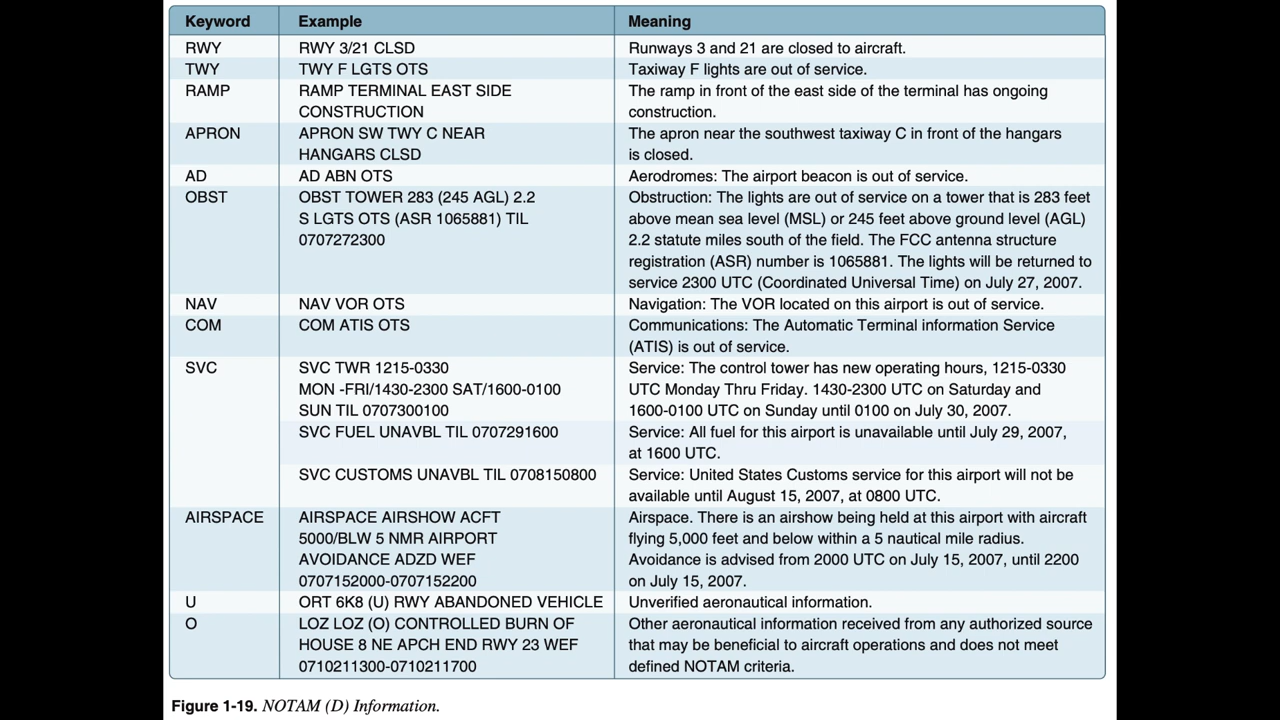 Keyword Example Meaning
RWY RWY 3/21 CLSD Runways 3 and 21 are closed to aircraft.
TWY TWY F LGTS OTS Taxiway F lights are out of service.
RAMP RAMP TERMINAL EAST SIDE The ramp in front of the east side of the terminal has ongoing
CONSTRUCTION construction.
APRON APRON SW TWY C NEAR The apron near the southwest taxiway C in front of the hangars
HANGARS CLSD is closed.
AD AD ABN OTS Aerodromes: The airport beacon is out of service.
OBST OBST TOWER 283 (245 AGL) 2.2 Obstruction: The lights are out of service on a tower that is 283 feet
S LGTS OTS (ASR 1065881) TIL above mean sea level (MSL) or 245 feet above ground level (AGL)
0707272300 2.2 statute miles south of the field. The FCC antenna structure
registration (ASR) number is 1065881. The lights will be returned to
service 2300 UTC (Coordinated Universal Time) on July 27, 2007.
NAV NAV VOR OTS Navigation: The VOR located on this airport is out of service.
COM COM ATIS OTS Communications: The Automatic Terminal information Service
(ATIS) is out of service.
SVC SVC TWR 1215-0330 Service: The control tower has new operating hours, 1215-0330
MON -FRI/1430-2300 SAT/1600-0100 UTC Monday Thru Friday. 1430-2300 UTC on Saturday and
SUN TIL 0707300100 1600-0100 UTC on Sunday until 0100 on July 30, 2007.
SVC FUEL UNAVBL TIL 0707291600 Service: All fuel for this airport is unavailable until July 29, 2007,
at 1600 UTC.
SVC CUSTOMS UNAVBL TIL 0708150800 Service: United States Customs service for this airport will not be
available until August 15, 2007, at 0800 UTC.
AIRSPACE AIRSPACE AIRSHOW ACFT Airspace. There is an airshow being held at this airport with aircraft
5000/BLW 5 NMR AIRPORT flying 5,000 feet and below within a 5 nautical mile radius.
AVOIDANCE ADZD WEF Avoidance is advised from 2000 UTC on July 15, 2007, until 2200
0707152000-0707152200 on July 15, 2007.
U ORT 6K8 (U) RWY ABANDONED VEHICLE Unverified aeronautical information.
O LOZ LOZ (O) CONTROLLED BURN OF Other aeronautical information received from any authorized source
HOUSE 8 NE APCH END RWY 23 WEF that may be beneficial to aircraft operations and does not meet
0710211300-0710211700 defined NOTAM criteria.
Figure 1-19. NOTAM (D) Information.